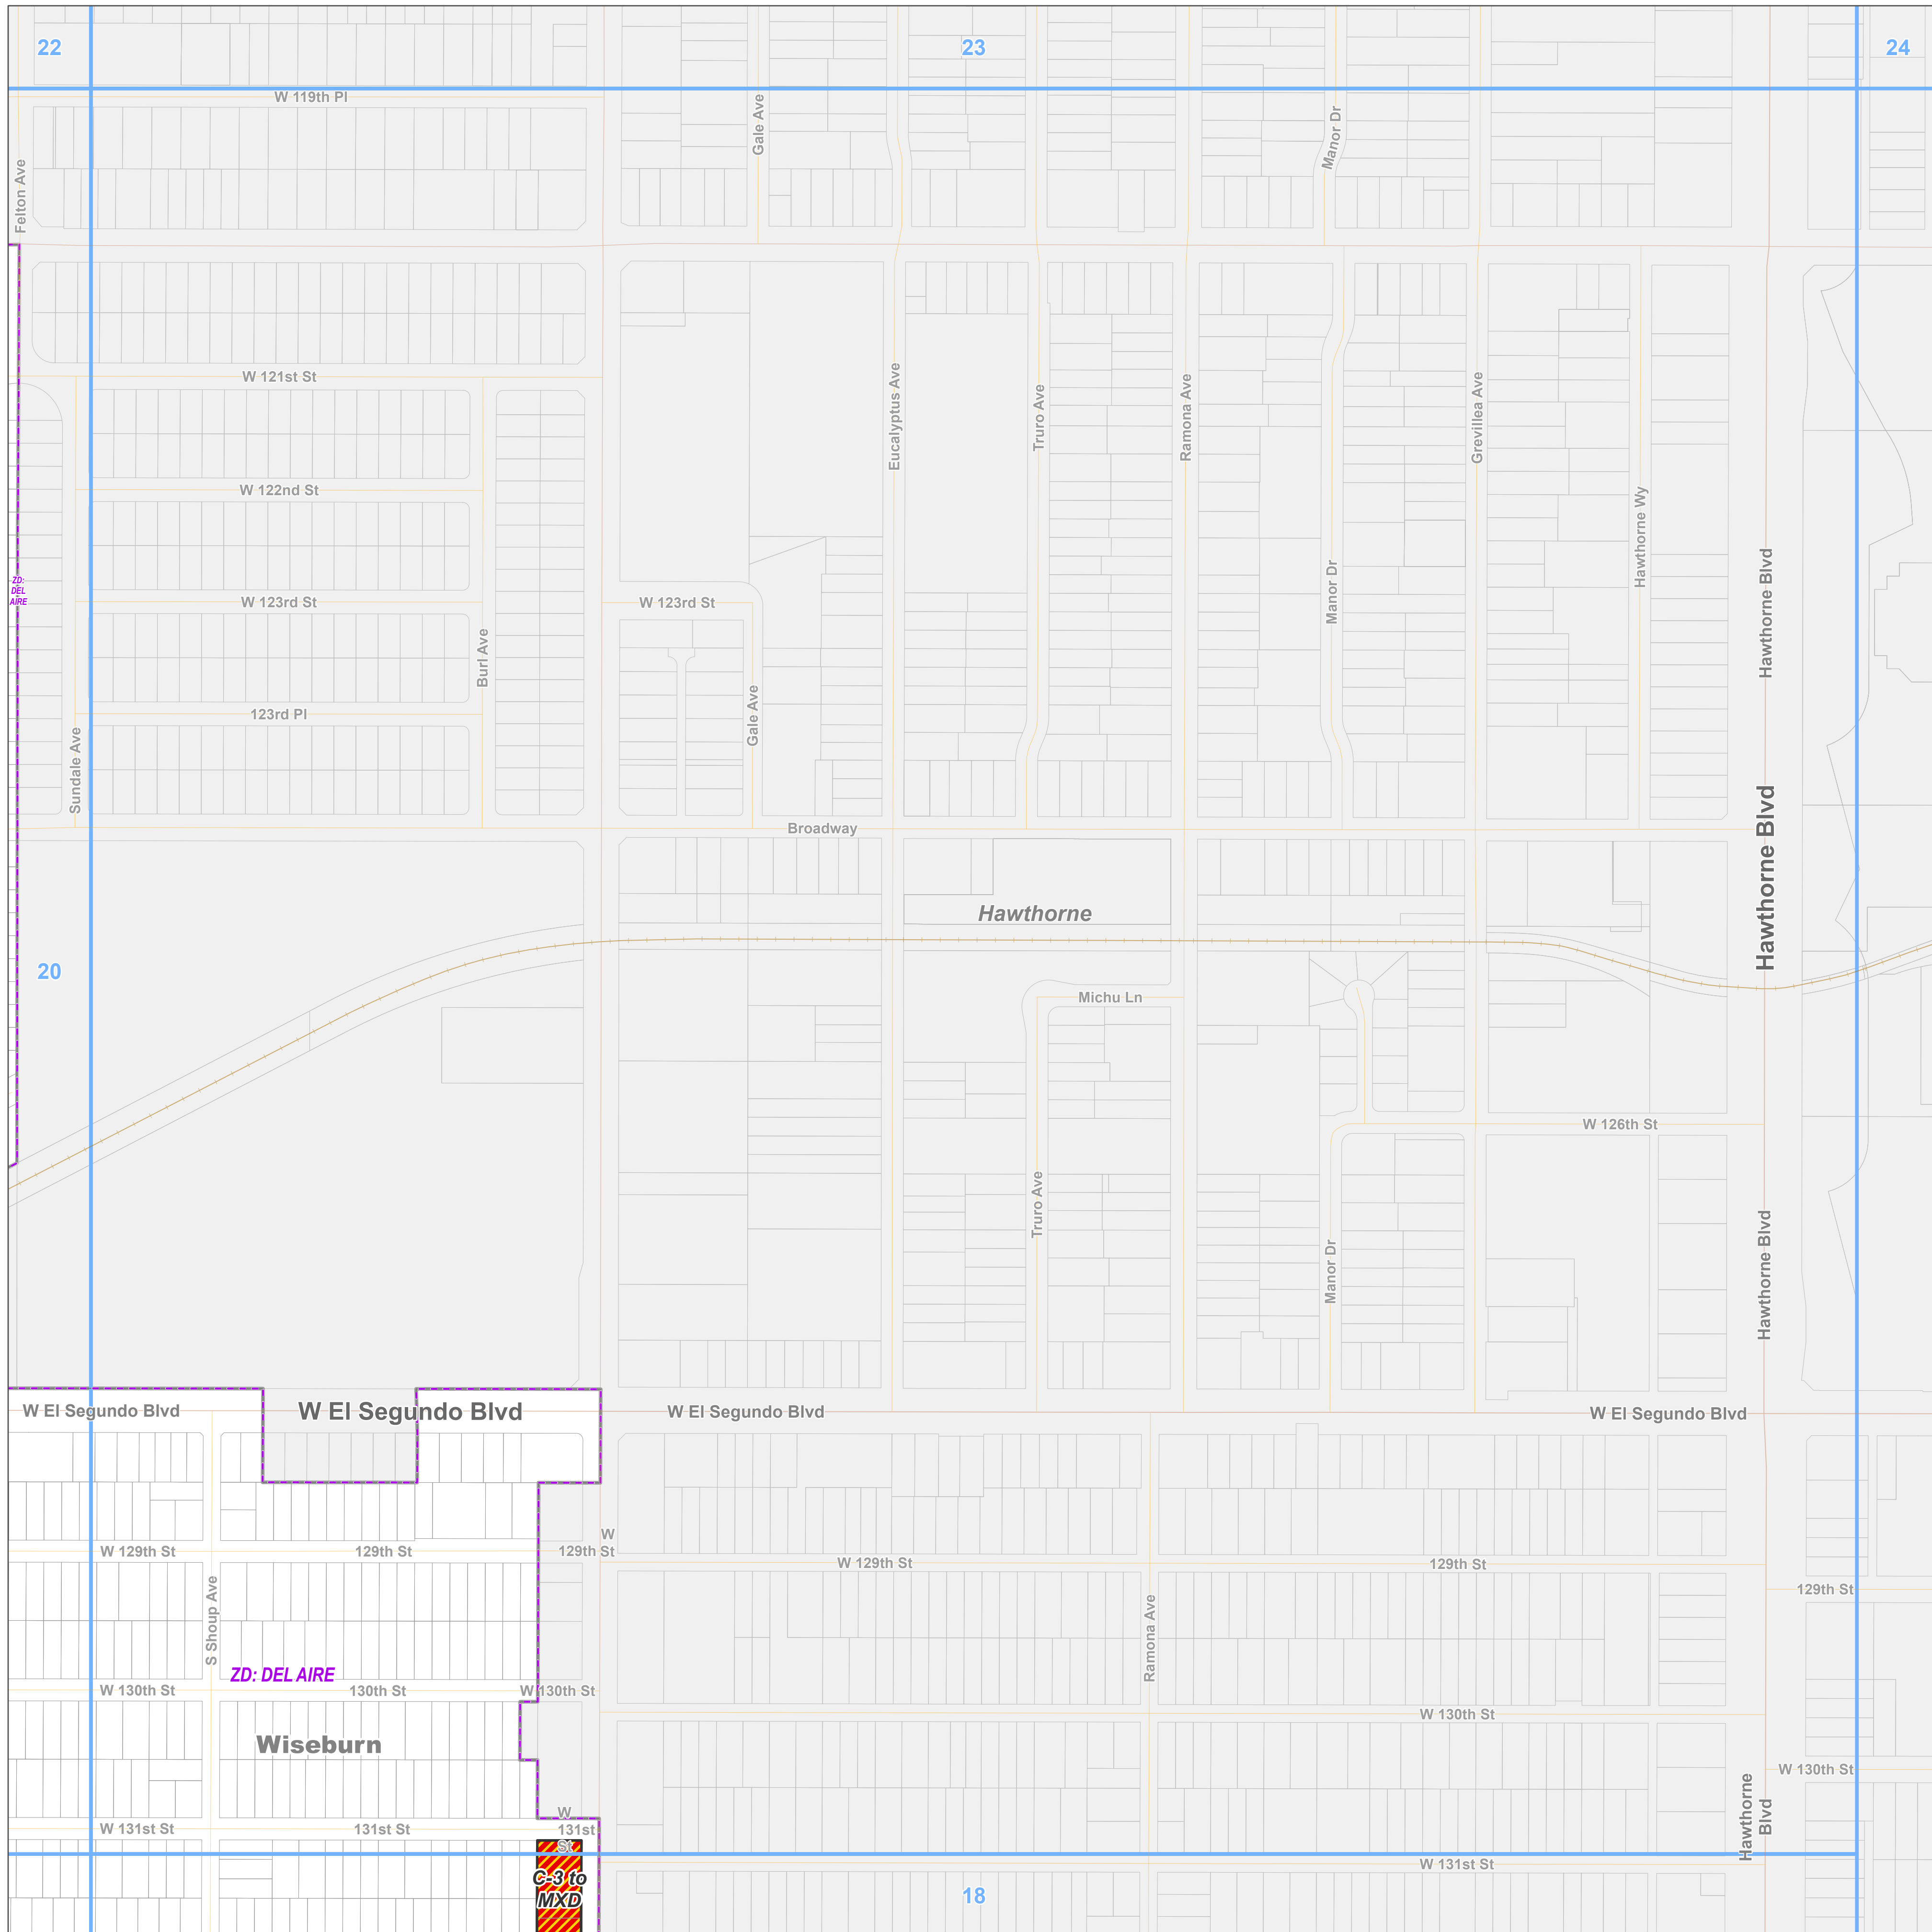 22
23
24
W 119th Pl
Gale Ave
Manor Dr
Felton Ave
W 121st St
Eucalyptus Ave
Truro Ave
Ramona Ave
Grevillea Ave
W 122nd St
Hawthorne Wy
Hawthorne Blvd
ZD:
DEL
AIRE
W 123rd St
W 123rd St
Manor Dr
Burl Ave
Gale Ave
123rd Pl
Sundale Ave
Broadway
Hawthorne Blvd
Hawthorne
20
Michu Ln
W 126th St
Truro Ave
Manor Dr
Hawthorne Blvd
W El Segundo Blvd
W El Segundo Blvd
W El Segundo Blvd
W El Segundo Blvd
W 129th St
129th St
W
129th St
W 129th St
129th St
129th St
S Shoup Ave
Ramona Ave
ZD: DEL AIRE
W 130th St
130th St
W 130th St
W 130th St
Wiseburn
W 130th St
Hawthorne
Blvd
W 131st St
131st St
W
131st
St
W 131st St
C-3 to
MXD
18